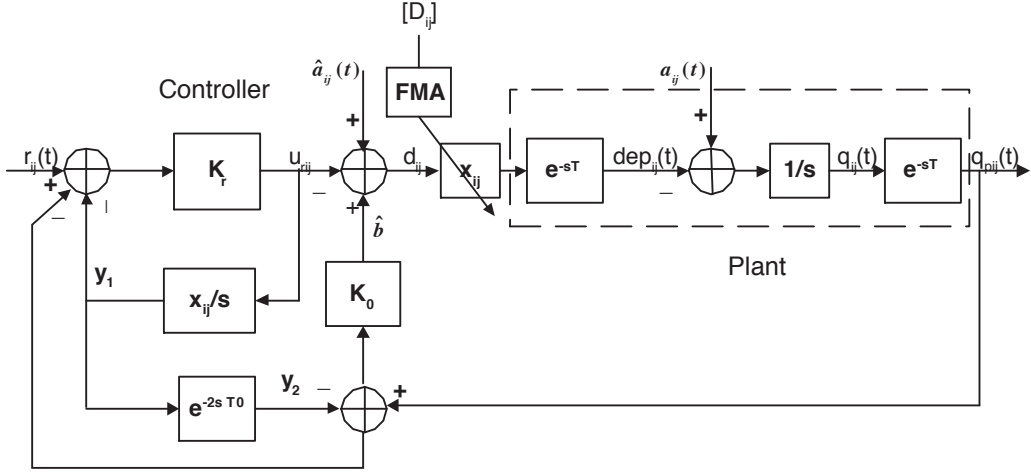 [D_ij]
â_ij(t)
a_ij(t)
FMA
Controller
+
+
r_ij(t)
+
−
−
K_r
u_rij
−
+
d_ij
x_ij
e^-sT
dep_ij(t)
−
1/s
q_ij(t)
e^-sT
q_pij(t)
b̂
Plant
y_1
x_ij/s
K_0
y_2
−
+
e^-2s T0